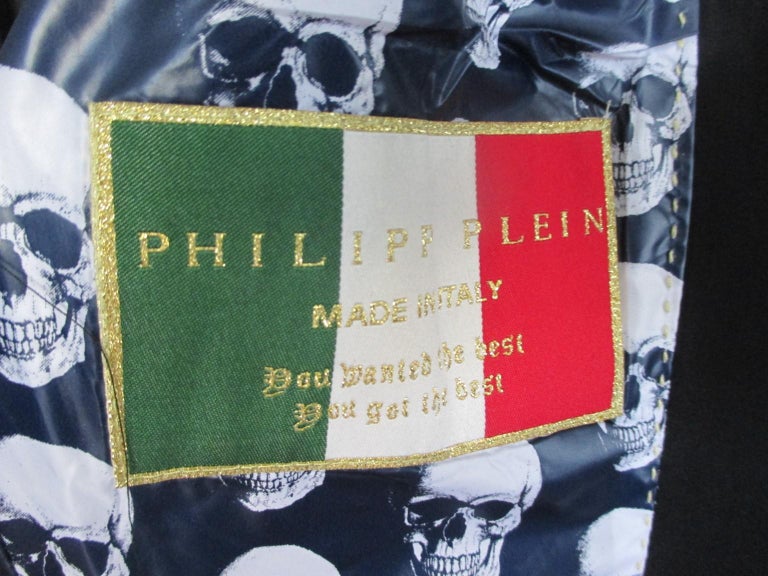 PHILIPP PLEIN
MADE IN ITALY
You wanted the best
You got the best